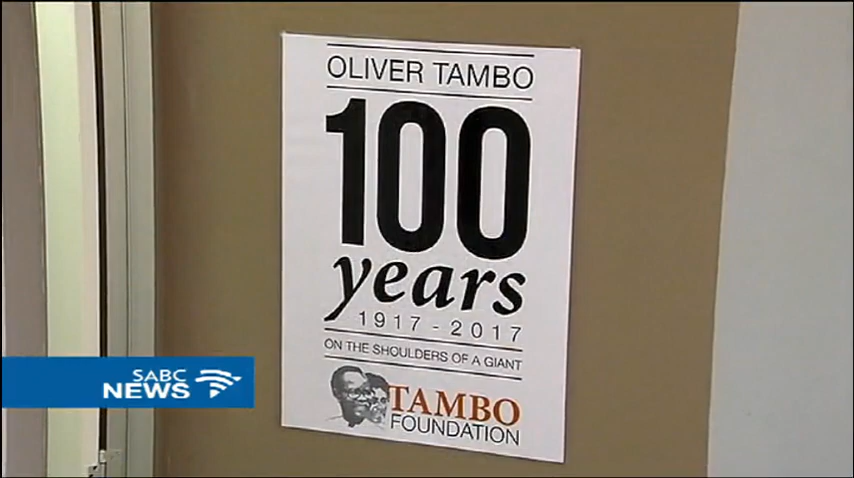 OLIVER TAMBO
100
years
1917 - 2017
ON THE SHOULDERS OF A GIANT
TAMBO
FOUNDATION
SABC
NEWS